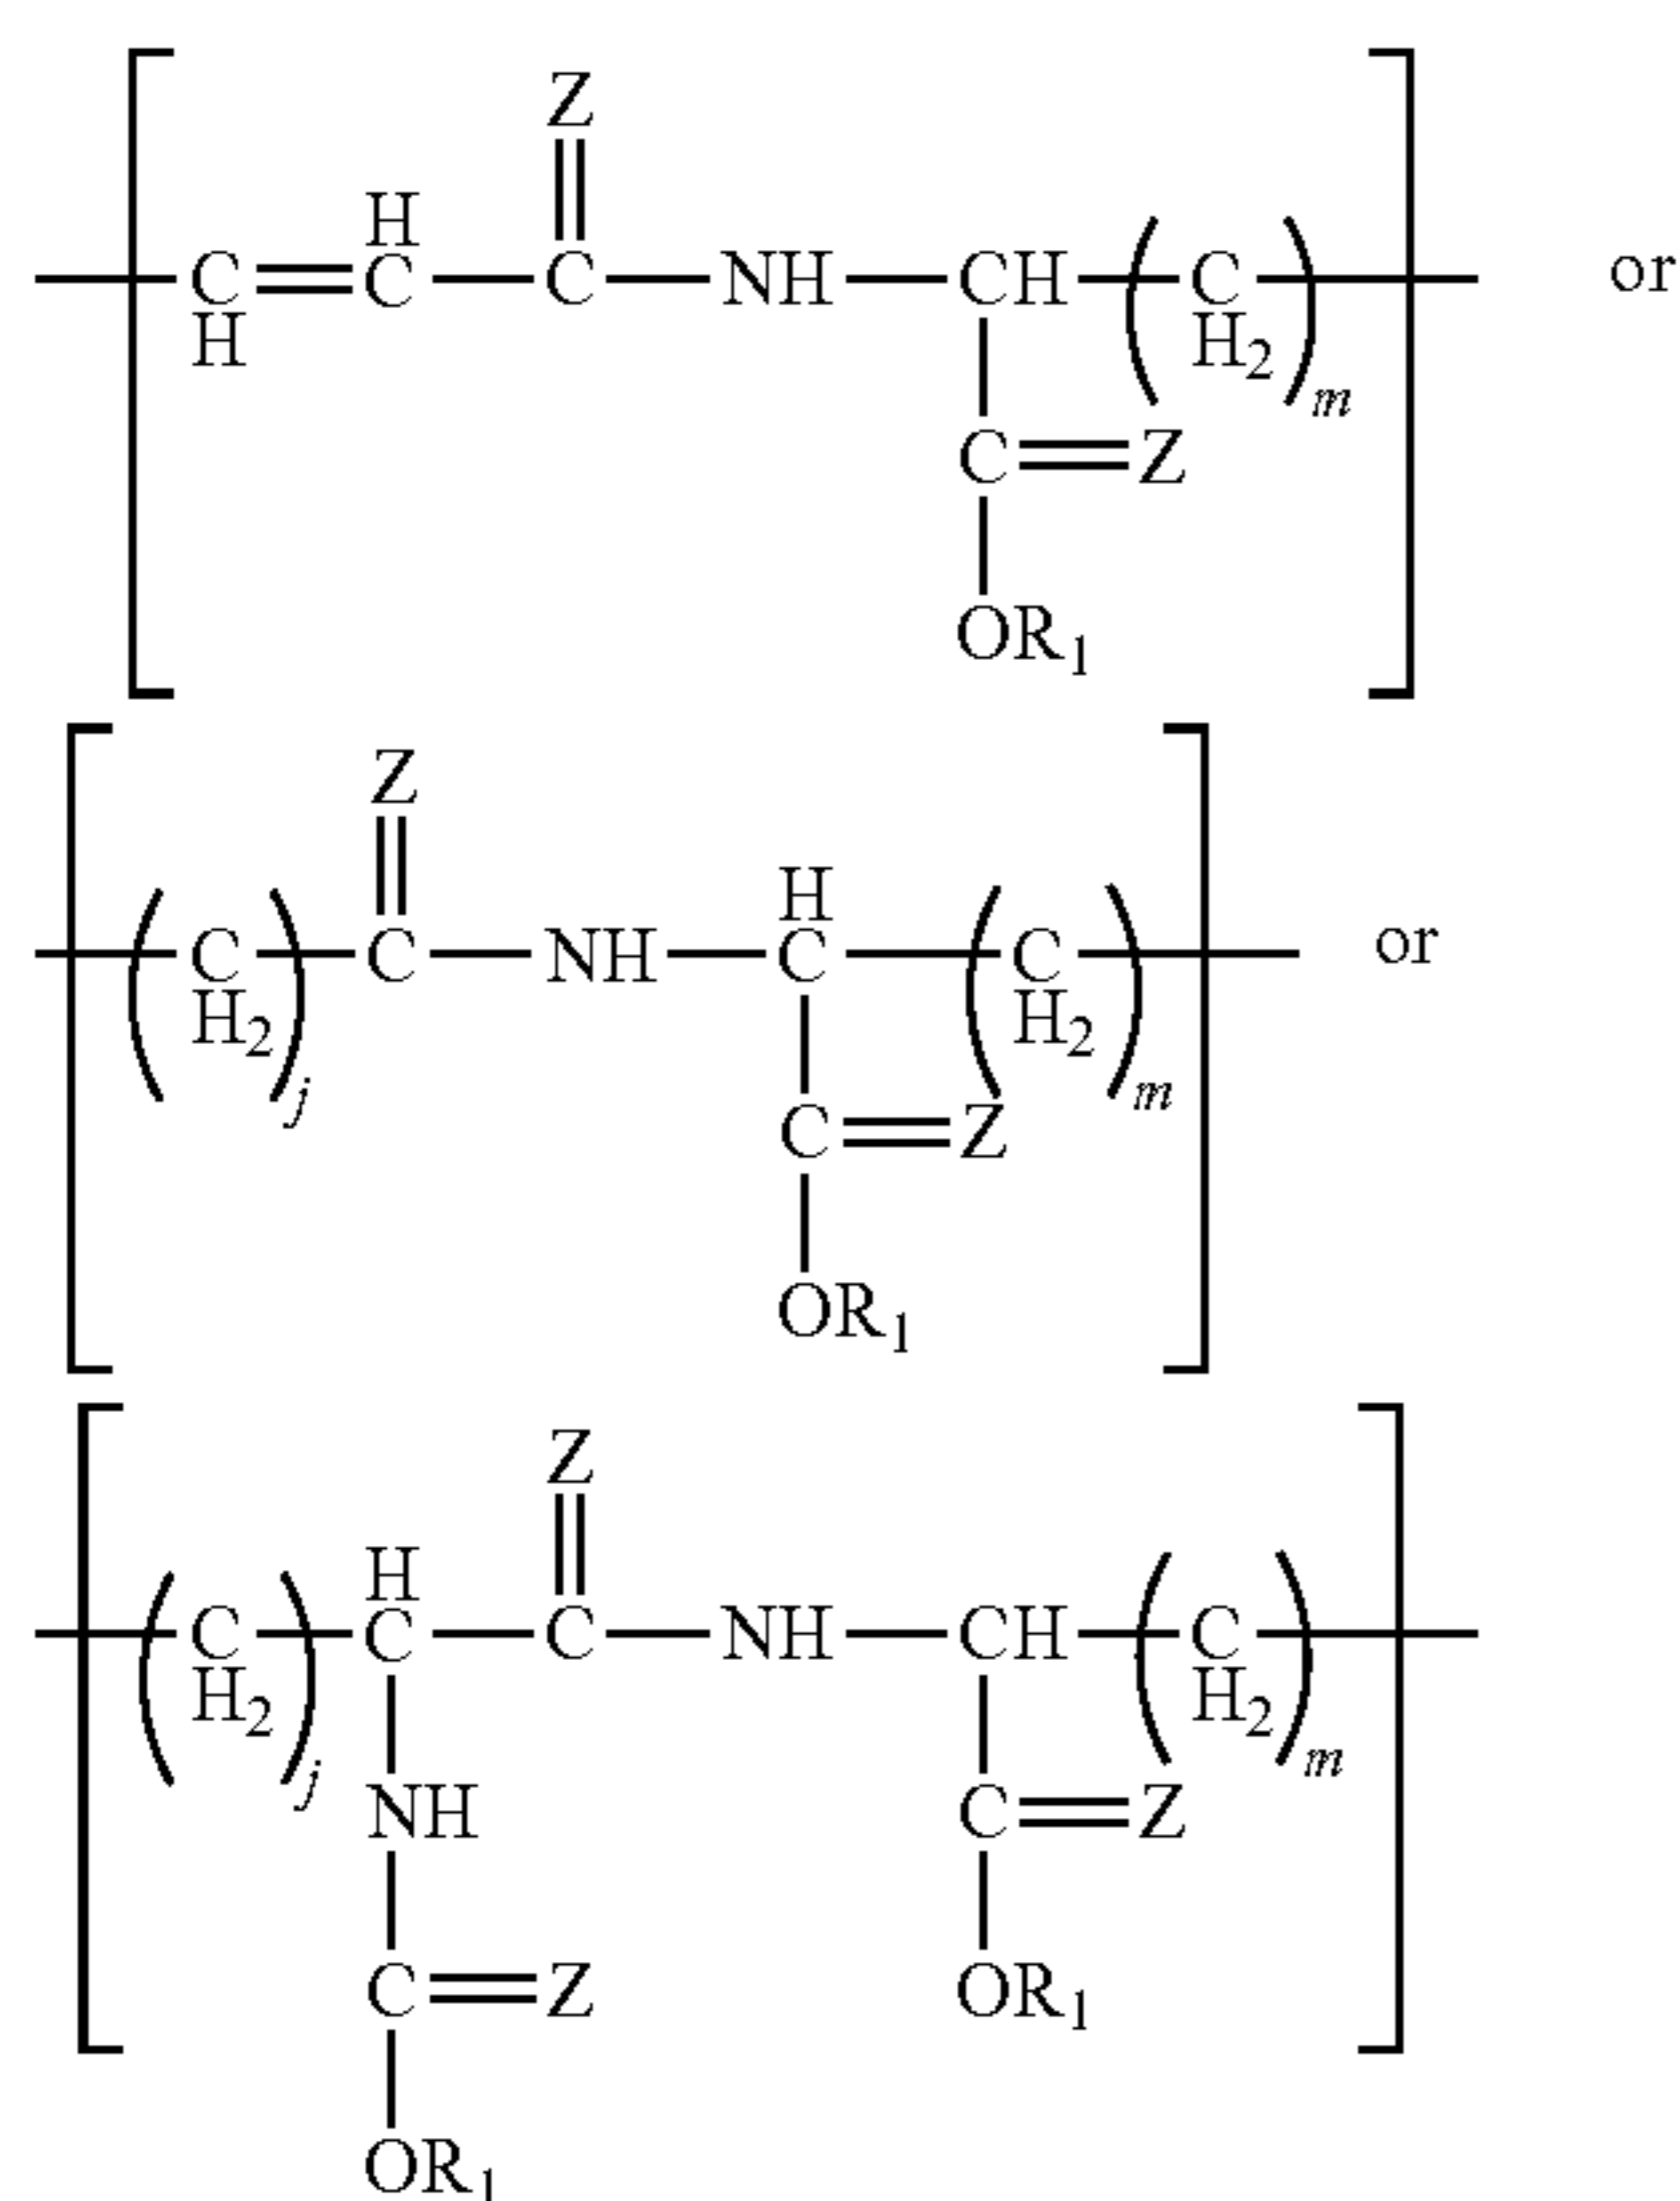 Z
H
C C C NH CH ( C ) or
H H2 m
C Z
OR1
Z
H
( C ) C NH C ( C ) or
H2 H2
j m
C Z
OR1
Z
H
( C ) C C NH CH ( C )
H2 H2
j m
NH C Z
C Z OR1
OR1